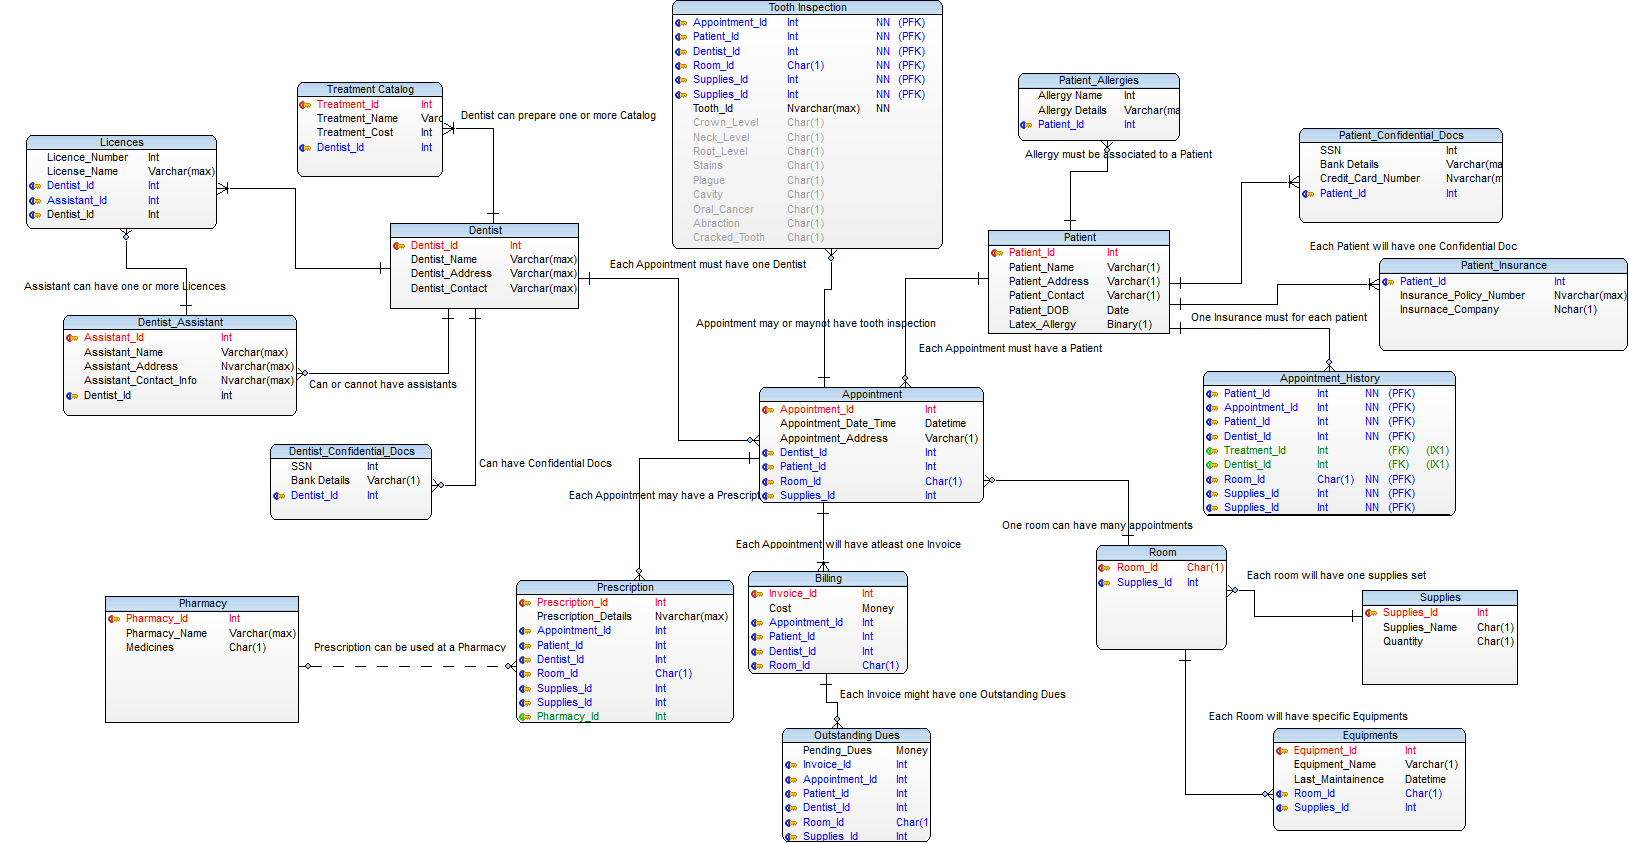 Tooth Inspection
Appointment_Id Int NN (PFK)
Patient_Id Int NN (PFK)
Dentist_Id Int NN (PFK)
Room_Id Char(1) NN (PFK)
Supplies_Id Int NN (PFK)
Supplies_Id Int NN (PFK)
Tooth_Id Nvarchar(max) NN
Crown_Level Char(1)
Neck_Level Char(1)
Root_Level Char(1)
Stains Char(1)
Plague Char(1)
Cavity Char(1)
Oral_Cancer Char(1)
Abraction Char(1)
Cracked_Tooth Char(1)
Treatment Catalog
Treatment_Id Int
Treatment_Name Varc
Treatment_Cost Int
Dentist_Id Int
Dentist can prepare one or more Catalog
Patient_Allergies
Allergy Name Int
Allergy Details Varchar(ma
Patient_Id Int
Allergy must be associated to a Patient
Patient_Confidential_Docs
SSN Int
Bank Details Varchar(ma
Credit_Card_Number Nvarchar(m
Patient_Id Int
Each Patient will have one Confidential Doc
Licences
Licence_Number Int
License_Name Varchar(max)
Dentist_Id Int
Assistant_Id Int
Dentist_Id Int
Assistant can have one or more Licences
Dentist
Dentist_Id Int
Dentist_Name Varchar(max)
Dentist_Address Varchar(max)
Dentist_Contact Varchar(max)
Each Appointment must have one Dentist
Patient
Patient_Id Int
Patient_Name Varchar(1)
Patient_Address Varchar(1)
Patient_Contact Varchar(1)
Patient_DOB Date
Latex_Allergy Binary(1)
Patient_Insurance
Patient_Id Int
Insurance_Policy_Number Nvarchar(max)
Insurnace_Company Nchar(1)
One Insurance must for each patient
Appointment may or maynot have tooth inspection
Each Appointment must have a Patient
Dentist_Assistant
Assistant_Id Int
Assistant_Name Varchar(max)
Assistant_Address Nvarchar(max)
Assistant_Contact_Info Nvarchar(max)
Dentist_Id Int
Can or cannot have assistants
Appointment_History
Patient_Id Int NN (PFK)
Appointment_Id Int NN (PFK)
Patient_Id Int NN (PFK)
Dentist_Id Int NN (PFK)
Treatment_Id Int (FK) (IX1)
Dentist_Id Int (FK) (IX1)
Room_Id Char(1) NN (PFK)
Supplies_Id Int NN (PFK)
Supplies_Id Int NN (PFK)
Appointment
Appointment_Id Int
Appointment_Date_Time Datetime
Appointment_Address Varchar(1)
Dentist_Id Int
Patient_Id Int
Room_Id Char(1)
Supplies_Id Int
Dentist_Confidential_Docs
SSN Int
Bank Details Varchar(1)
Dentist_Id Int
Can have Confidential Docs
Each Appointment may have a Prescript
One room can have many appointments
Each Appointment will have atleast one Invoice
Room
Room_Id Char(1)
Supplies_Id Int
Each room will have one supplies set
Supplies
Supplies_Id Int
Supplies_Name Char(1)
Quantity Char(1)
Pharmacy
Pharmacy_Id Int
Pharmacy_Name Varchar(max)
Medicines Char(1)
Prescription can be used at a Pharmacy
Prescription
Prescription_Id Int
Prescription_Details Nvarchar(max)
Appointment_Id Int
Patient_Id Int
Dentist_Id Int
Room_Id Char(1)
Supplies_Id Int
Supplies_Id Int
Pharmacy_Id Int
Billing
Invoice_Id Int
Cost Money
Appointment_Id Int
Patient_Id Int
Dentist_Id Int
Room_Id Char(1)
Each Invoice might have one Outstanding Dues
Outstanding Dues
Pending_Dues Money
Invoice_Id Int
Appointment_Id Int
Patient_Id Int
Dentist_Id Int
Room_Id Char(1
Supplies_Id Int
Each Room will have specific Equipments
Equipments
Equipment_Id Int
Equipment_Name Varchar(1)
Last_Maintainence Datetime
Room_Id Char(1)
Supplies_Id Int